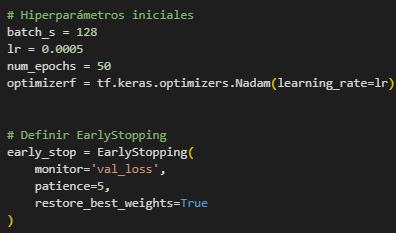 # Hiperparámetros iniciales
batch_s = 128
lr = 0.0005
num_epochs = 50
optimizerf = tf.keras.optimizers.Nadam(learning_rate=lr)
# Definir EarlyStopping
early_stop = EarlyStopping(
    monitor='val_loss',
    patience=5,
    restore_best_weights=True
)